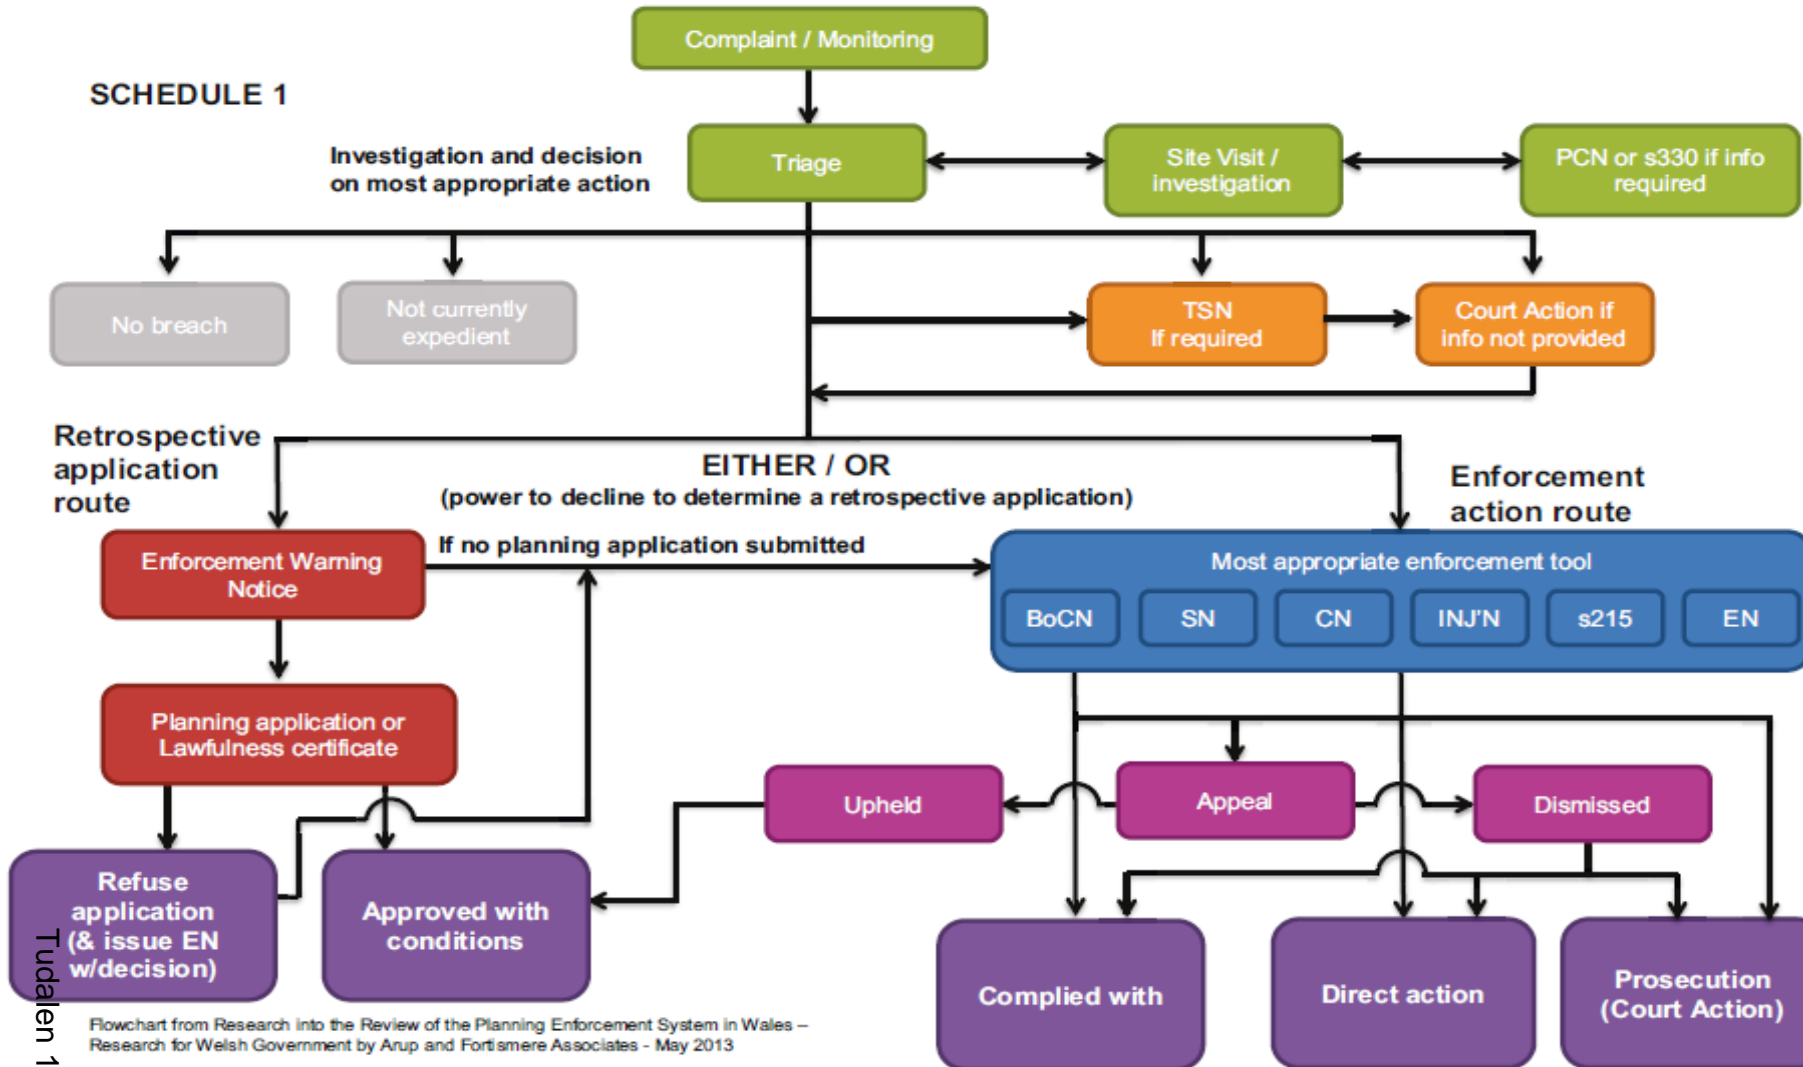 Complaint / Monitoring
SCHEDULE 1
Investigation and decision
on most appropriate action
Triage
Site Visit /
investigation
PCN or s330 if info
required
No breach
Not currently
expedient
TSN
If required
Court Action if
info not provided
Retrospective
application
route
EITHER / OR
(power to decline to determine a retrospective application)
Enforcement
action route
Enforcement Warning
Notice
If no planning application submitted
Most appropriate enforcement tool
BoCN
SN
CN
INJ'N
s215
EN
Planning application or
Lawfulness certificate
Upheld
Appeal
Dismissed
Refuse
application
(& issue EN
w/decision)
Approved with
conditions
Complied with
Direct action
Prosecution
(Court Action)
Flowchart from Research into the Review of the Planning Enforcement System in Wales –
Research for Welsh Government by Arup and Fortismere Associates - May 2013
Tudalen 1